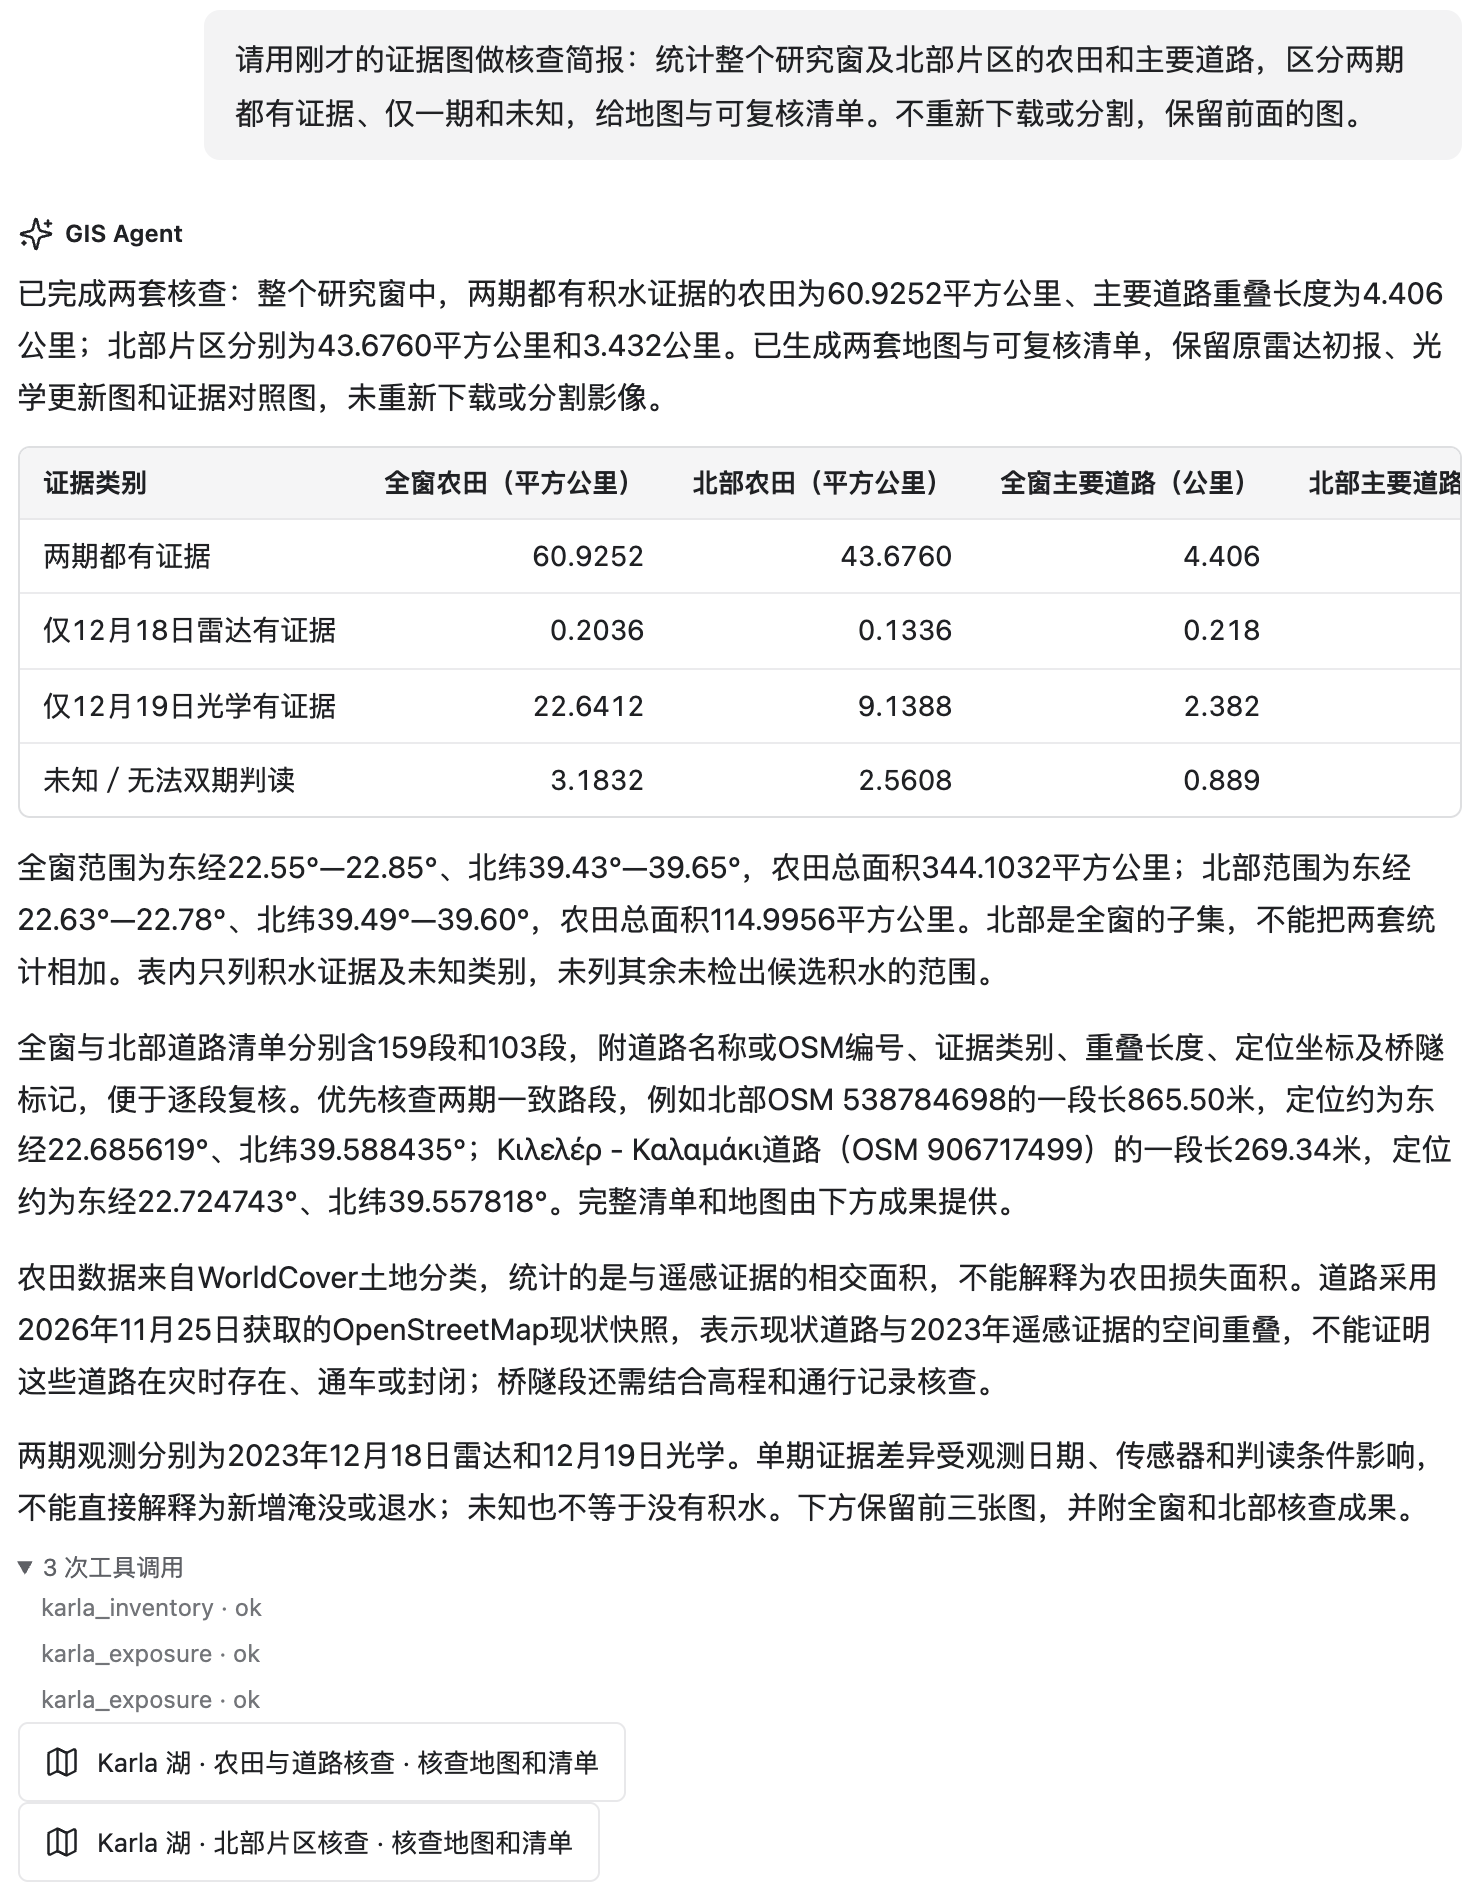 请用刚才的证据图做核查简报：统计整个研究窗及北部片区的农田和主要道路，区分两期
都有证据、仅一期和未知，给地图与可复核清单。不重新下载或分割，保留前面的图。
GIS Agent
已完成两套核查：整个研究窗中，两期都有积水证据的农田为60.9252平方公里、主要道路重叠长度为4.406
公里；北部片区分别为43.6760平方公里和3.432公里。已生成两套地图与可复核清单，保留原雷达初报、光
学更新图和证据对照图，未重新下载或分割影像。
证据类别 全窗农田（平方公里） 北部农田（平方公里） 全窗主要道路（公里） 北部主要道路
两期都有证据 60.9252 43.6760 4.406
仅12月18日雷达有证据 0.2036 0.1336 0.218
仅12月19日光学有证据 22.6412 9.1388 2.382
未知 / 无法双期判读 3.1832 2.5608 0.889
全窗范围为东经22.55°—22.85°、北纬39.43°—39.65°，农田总面积344.1032平方公里；北部范围为东经
22.63°—22.78°、北纬39.49°—39.60°，农田总面积114.9956平方公里。北部是全窗的子集，不能把两套统
计相加。表内只列积水证据及未知类别，未列其余未检出候选积水的范围。
全窗与北部道路清单分别含159段和103段，附道路名称或OSM编号、证据类别、重叠长度、定位坐标及桥隧
标记，便于逐段复核。优先核查两期一致路段，例如北部OSM 538784698的一段长865.50米，定位约为东
经22.685619°、北纬39.588435°；Κιλελέρ - Καλαμάκι道路（OSM 906717499）的一段长269.34米，定位
约为东经22.724743°、北纬39.557818°。完整清单和地图由下方成果提供。
农田数据来自WorldCover土地分类，统计的是与遥感证据的相交面积，不能解释为农田损失面积。道路采用
2026年11月25日获取的OpenStreetMap现状快照，表示现状道路与2023年遥感证据的空间重叠，不能证明
这些道路在灾时存在、通车或封闭；桥隧段还需结合高程和通行记录核查。
两期观测分别为2023年12月18日雷达和12月19日光学。单期证据差异受观测日期、传感器和判读条件影响，
不能直接解释为新增淹没或退水；未知也不等于没有积水。下方保留前三张图，并附全窗和北部核查成果。
▼ 3 次工具调用
karla_inventory · ok
karla_exposure · ok
karla_exposure · ok
Karla 湖 · 农田与道路核查 · 核查地图和清单
Karla 湖 · 北部片区核查 · 核查地图和清单